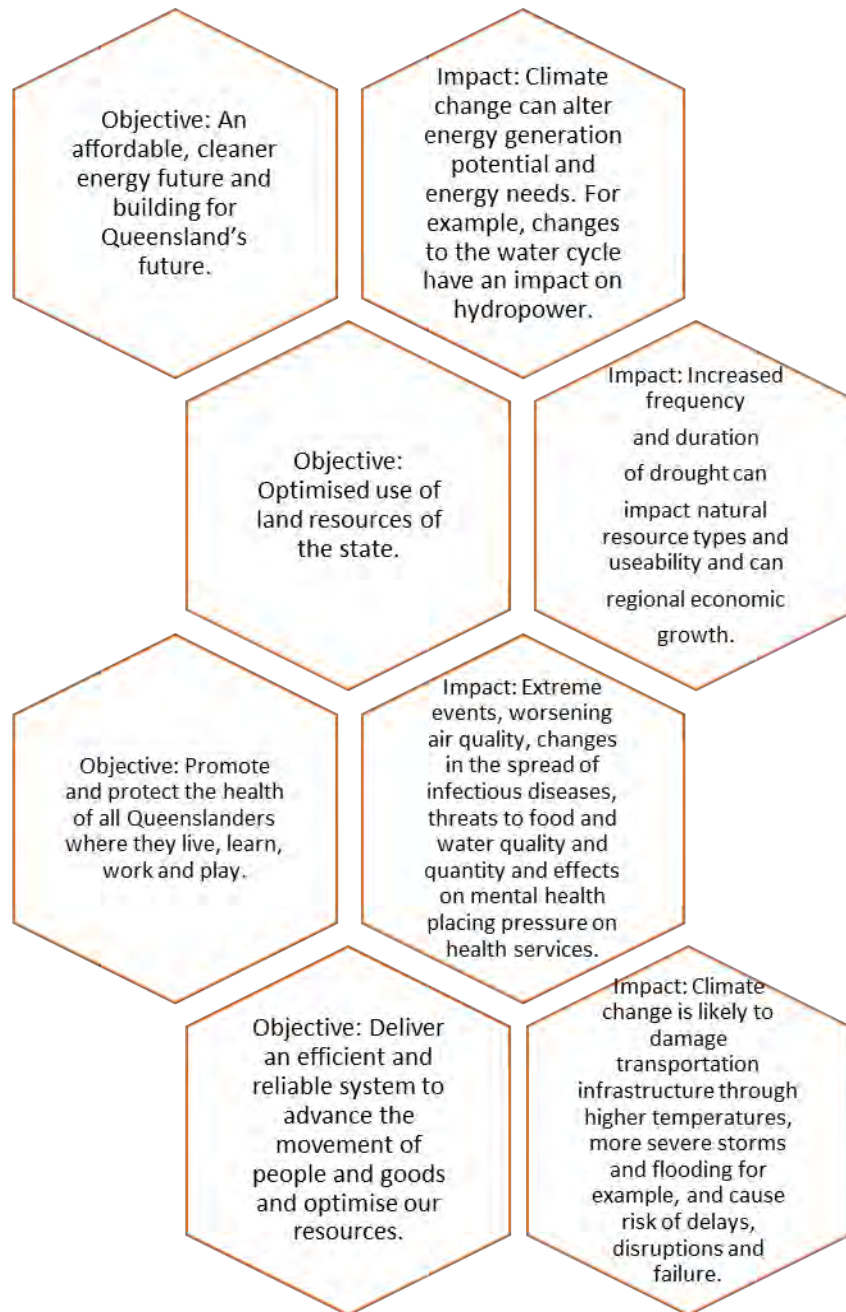 Objective: An
affordable, cleaner
energy future and
building for
Queensland's
future.
Impact: Climate
change can alter
energy generation
potential and
energy needs. For
example, changes
to the water cycle
have an impact on
hydropower.
Objective:
Optimised use of
land resources of
the state.
Impact: Increased
frequency
and duration
of drought can
impact natural
resource types and
useability and can
regional economic
growth.
Objective: Promote
and protect the health
of all Queenslanders
where they live, learn,
work and play.
Impact: Extreme
events, worsening
air quality, changes
in the spread of
infectious diseases,
threats to food and
water quality and
quantity and effects
on mental health
placing pressure on
health services.
Objective: Deliver
an efficient and
reliable system to
advance the
movement of
people and goods
and optimise our
resources.
Impact: Climate
change is likely to
damage
transportation
infrastructure through
higher temperatures,
more severe storms
and flooding for
example, and cause
risk of delays,
disruptions and
failure.